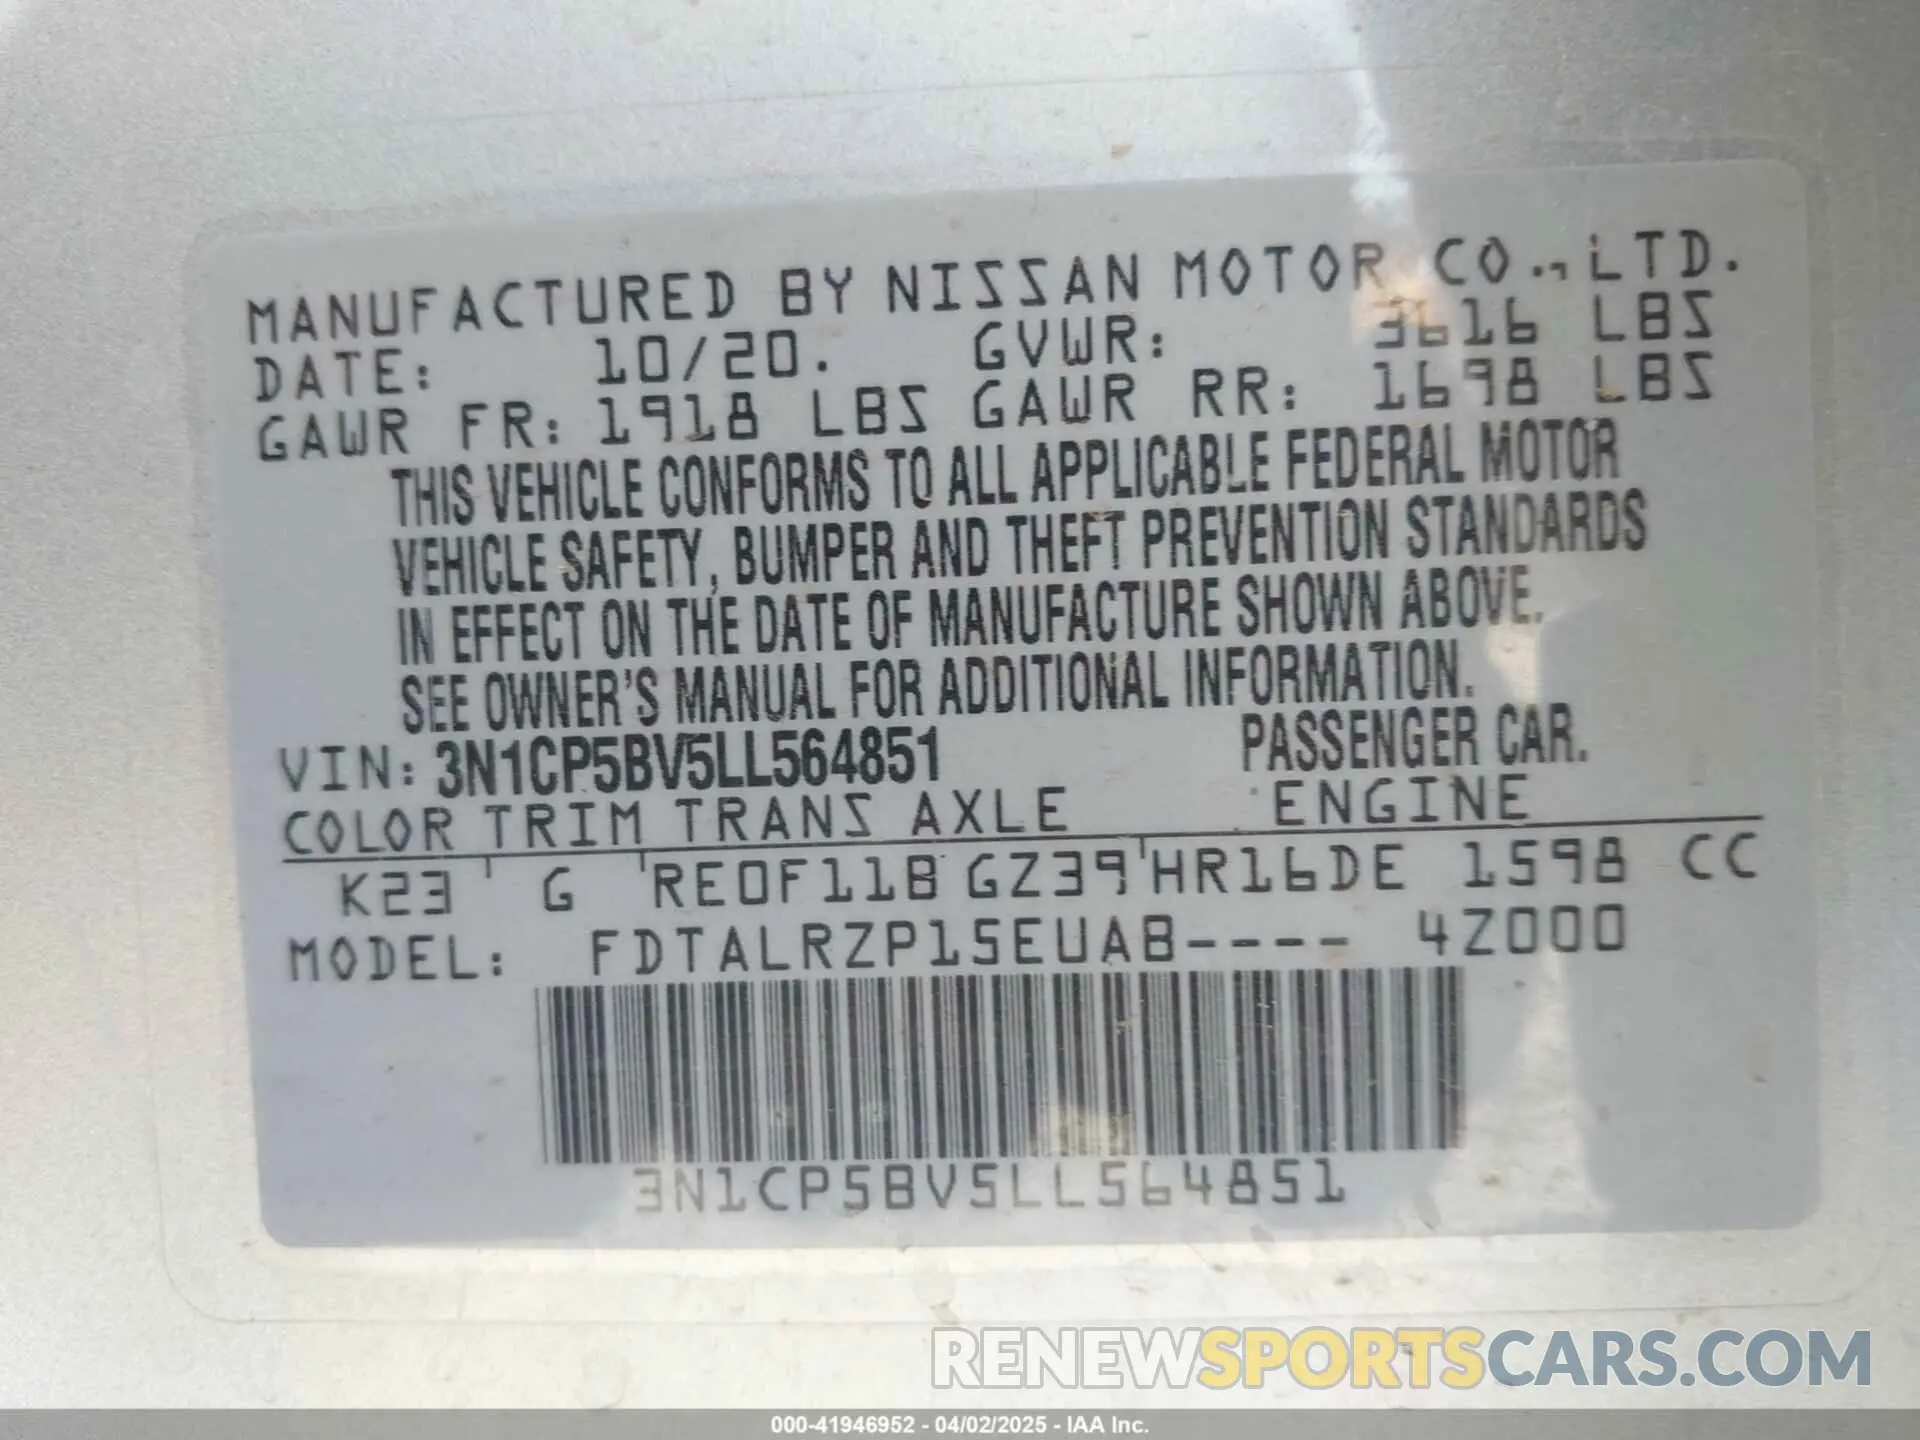 MANUFACTURED BY NISSAN MOTOR CO., LTD.
DATE: 10/20. GVWR: 3616 LBS
GAWR FR: 1918 LBS GAWR RR: 1698 LBS
THIS VEHICLE CONFORMS TO ALL APPLICABLE FEDERAL MOTOR
VEHICLE SAFETY, BUMPER AND THEFT PREVENTION STANDARDS
IN EFFECT ON THE DATE OF MANUFACTURE SHOWN ABOVE.
SEE OWNER'S MANUAL FOR ADDITIONAL INFORMATION.
VIN: 3N1CP5BV5LL564851 PASSENGER CAR.
COLOR TRIM TRANS AXLE ENGINE
K23 G RE0F11B GZ39 HR16DE 1598 CC
MODEL: FDTALRZP15EUAB---- 4Z000
3N1CP5BV5LL564851
RENEWSPORTSCARS.COM
000-41946952 - 04/02/2025 - IAA Inc.